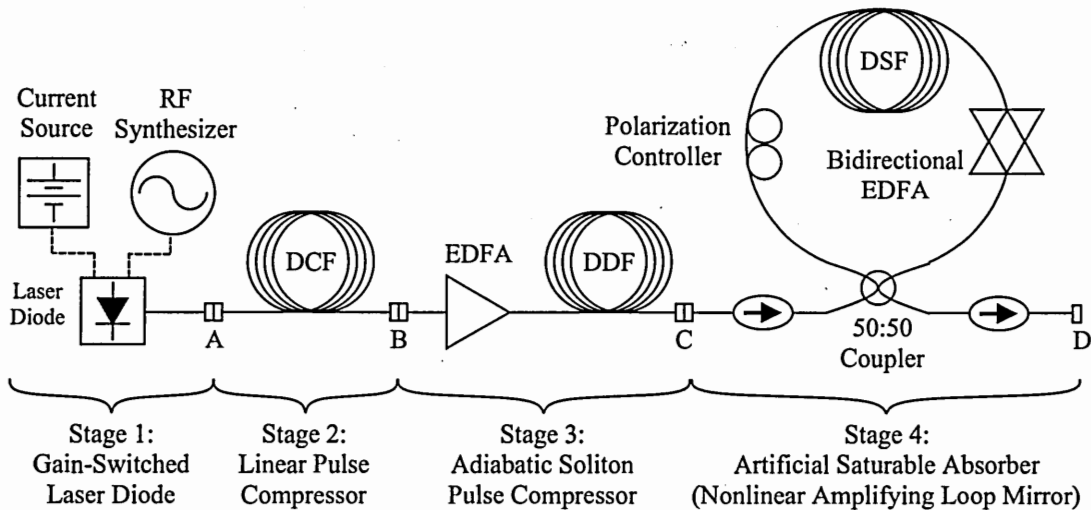 Current
Source
RF
Synthesizer
Laser
Diode
A
DCF
B
EDFA
DDF
C
Polarization
Controller
DSF
Bidirectional
EDFA
50:50
Coupler
D
Stage 1:
Gain-Switched
Laser Diode
Stage 2:
Linear Pulse
Compressor
Stage 3:
Adiabatic Soliton
Pulse Compressor
Stage 4:
Artificial Saturable Absorber
(Nonlinear Amplifying Loop Mirror)